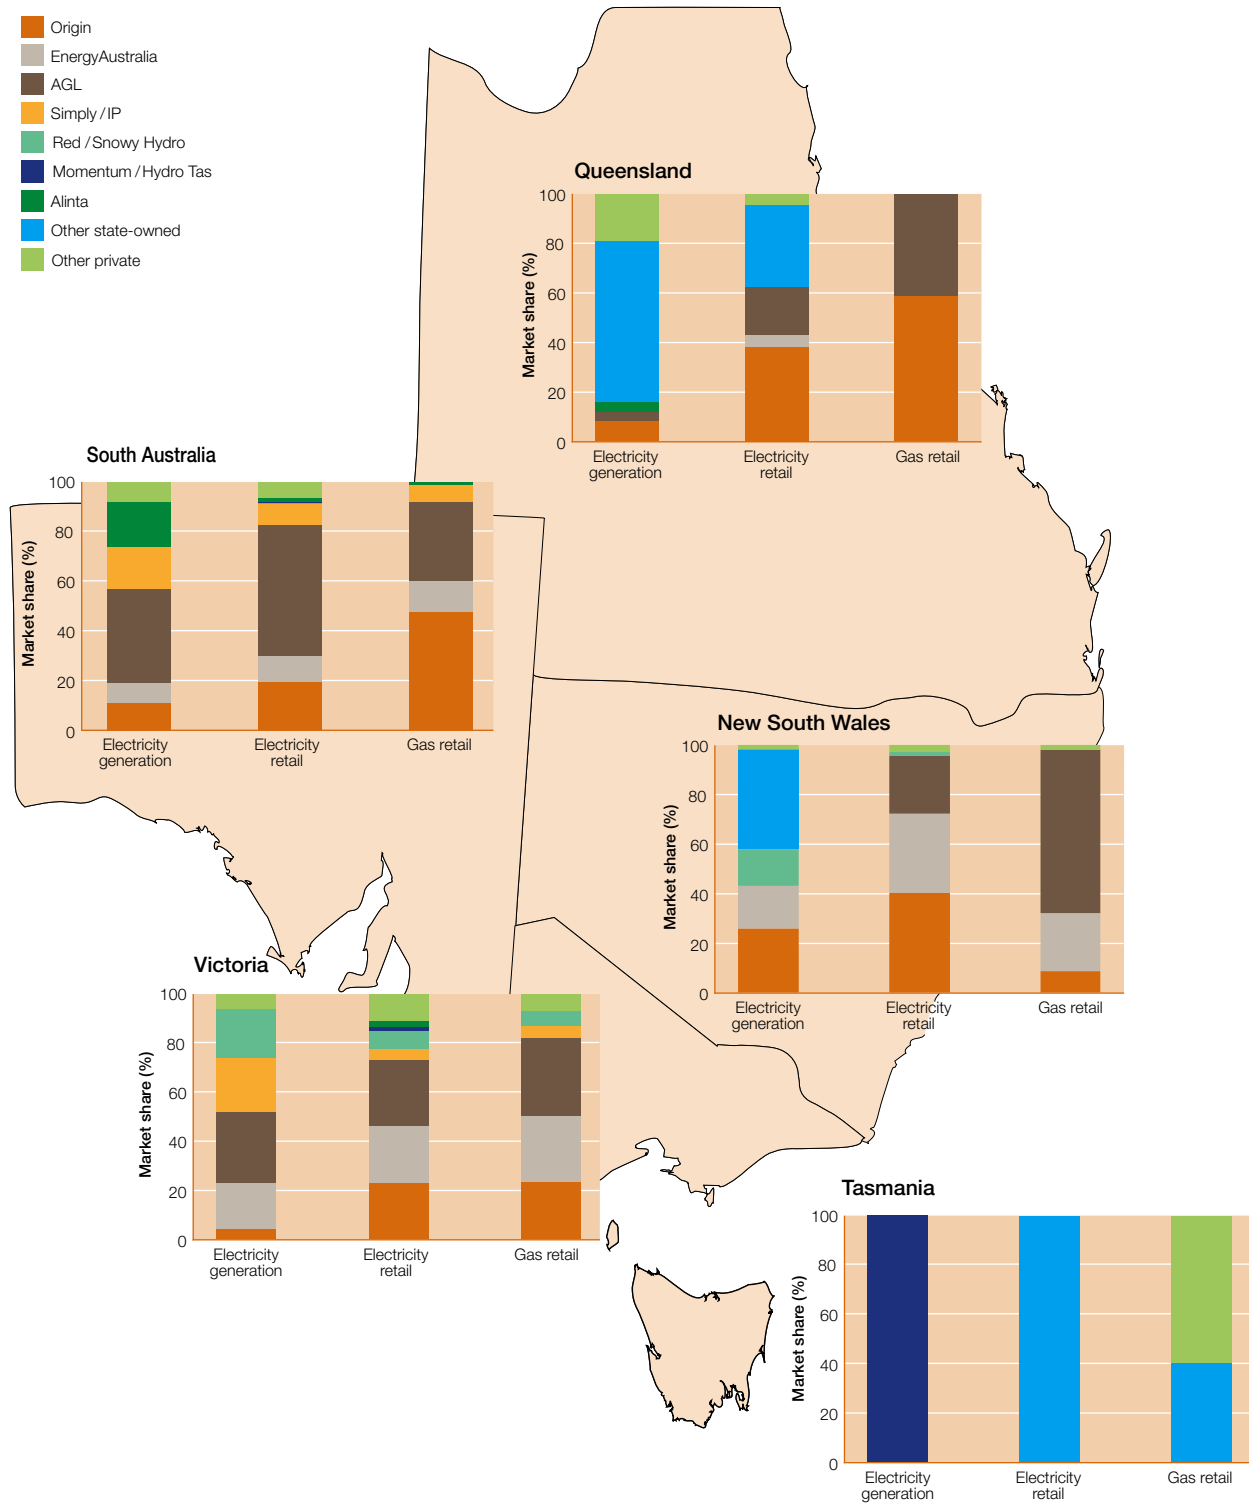 Origin
EnergyAustralia
AGL
Simply / IP
Red / Snowy Hydro
Momentum / Hydro Tas
Alinta
Other state-owned
Other private
Queensland
Market share (%)
100
80
60
40
20
0
Electricity
generation
Electricity
retail
Gas retail
South Australia
Market share (%)
100
80
60
40
20
0
Electricity
generation
Electricity
retail
Gas retail
New South Wales
Market share (%)
100
80
60
40
20
0
Electricity
generation
Electricity
retail
Gas retail
Victoria
Market share (%)
100
80
60
40
20
0
Electricity
generation
Electricity
retail
Gas retail
Tasmania
Market share (%)
100
80
60
40
20
0
Electricity
generation
Electricity
retail
Gas retail